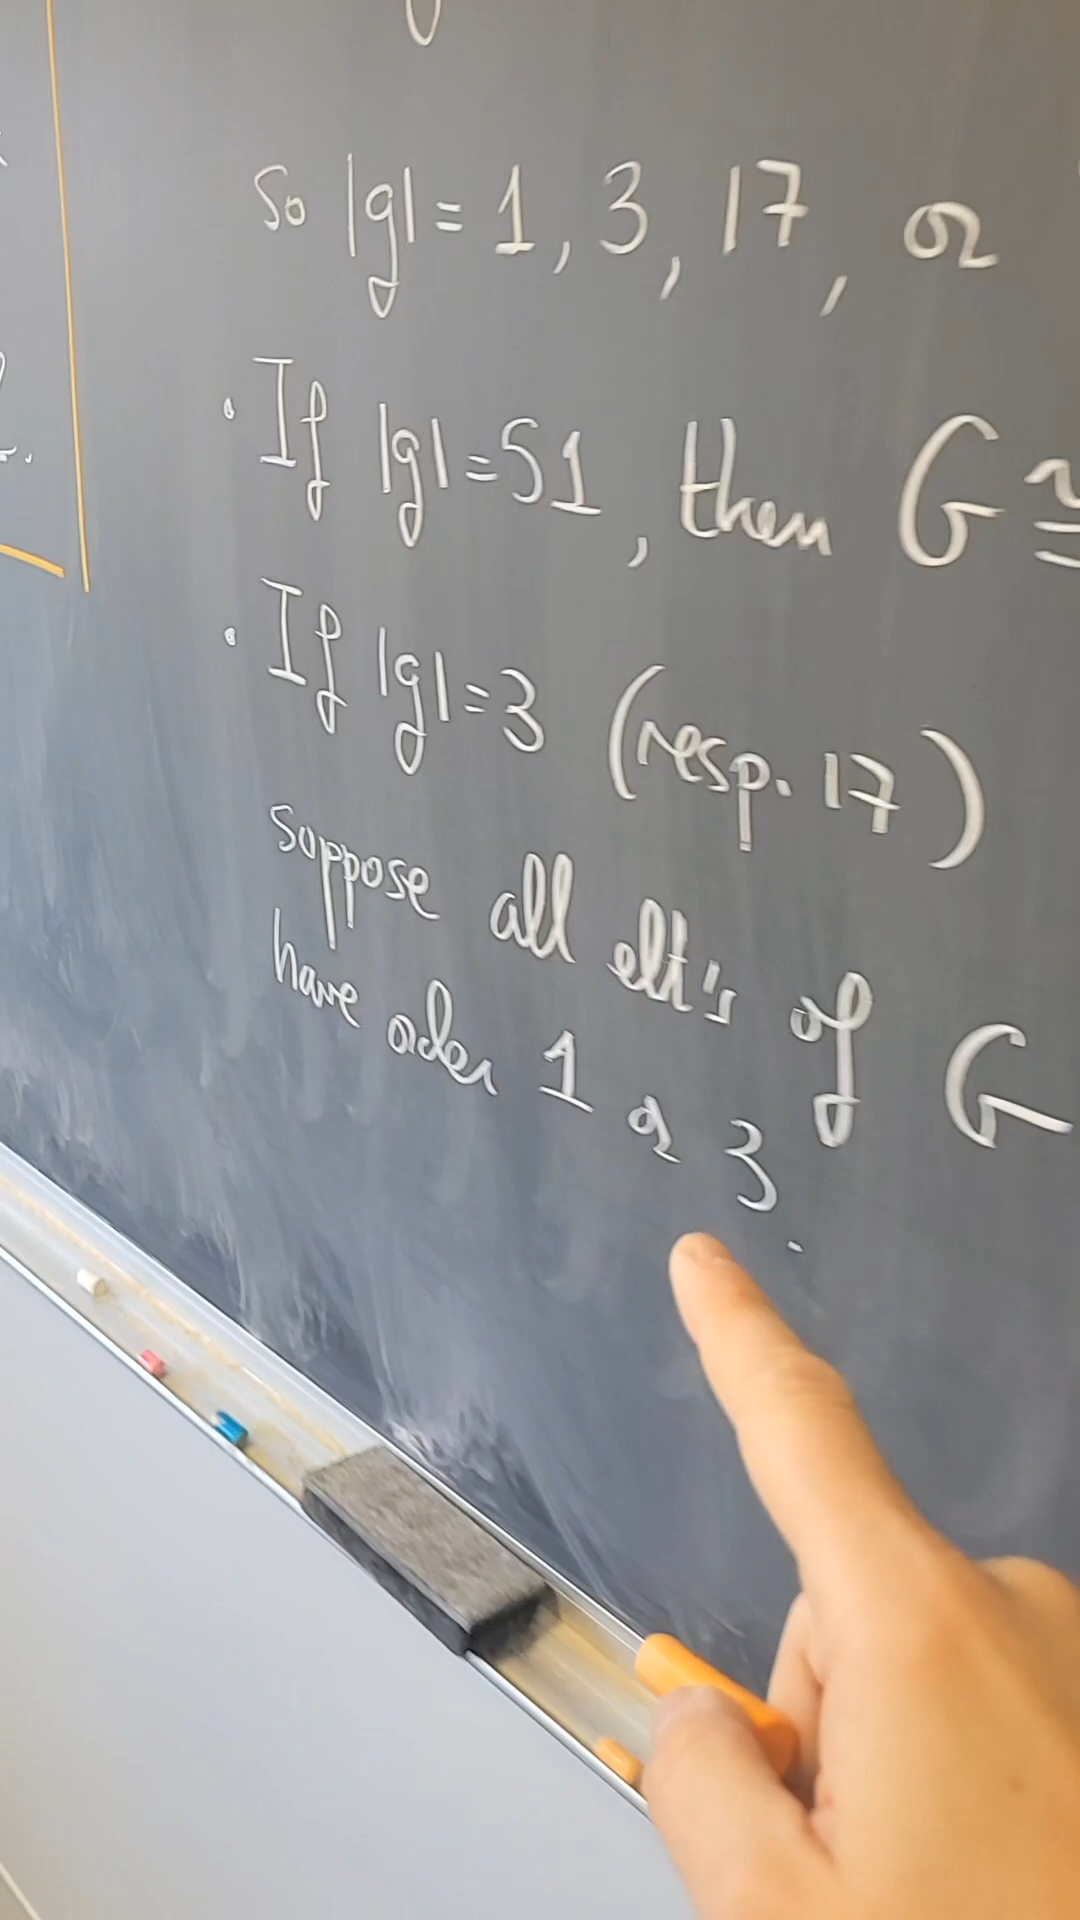 So |g| = 1, 3, 17, or
· If |g| = 51, then G ≅
· If |g| = 3 (resp. 17)
suppose all elt's of G
have order 1 or 3.